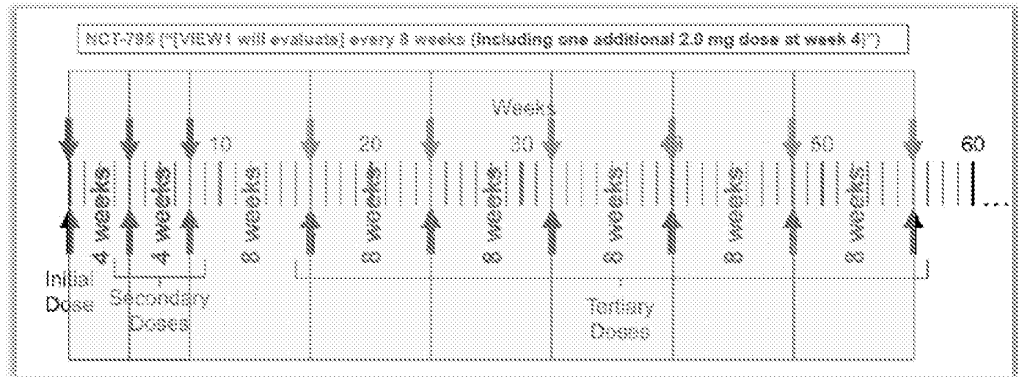 NCT-795 ("[VIEW1 will evaluate] every 8 weeks (including one additional 2.0 mg dose at week 4)")
Weeks
10 20 30 50 60
4 weeks 4 weeks 8 weeks 8 weeks 8 weeks 8 weeks 8 weeks 8 weeks
...
Initial
Dose
Secondary
Doses
Tertiary
Doses